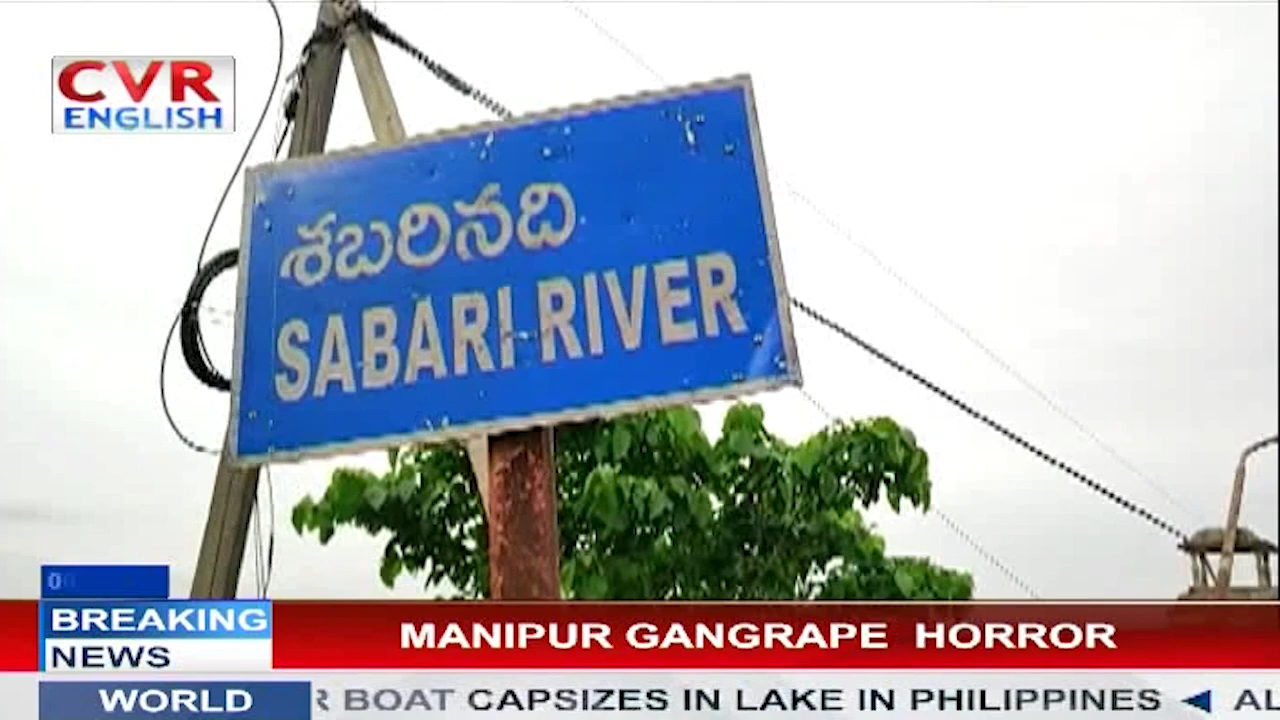 CVR
ENGLISH
శబరినది
SABARI RIVER
BREAKING
NEWS
MANIPUR GANGRAPE HORROR
WORLD
BOAT CAPSIZES IN LAKE IN PHILIPPINES ◄